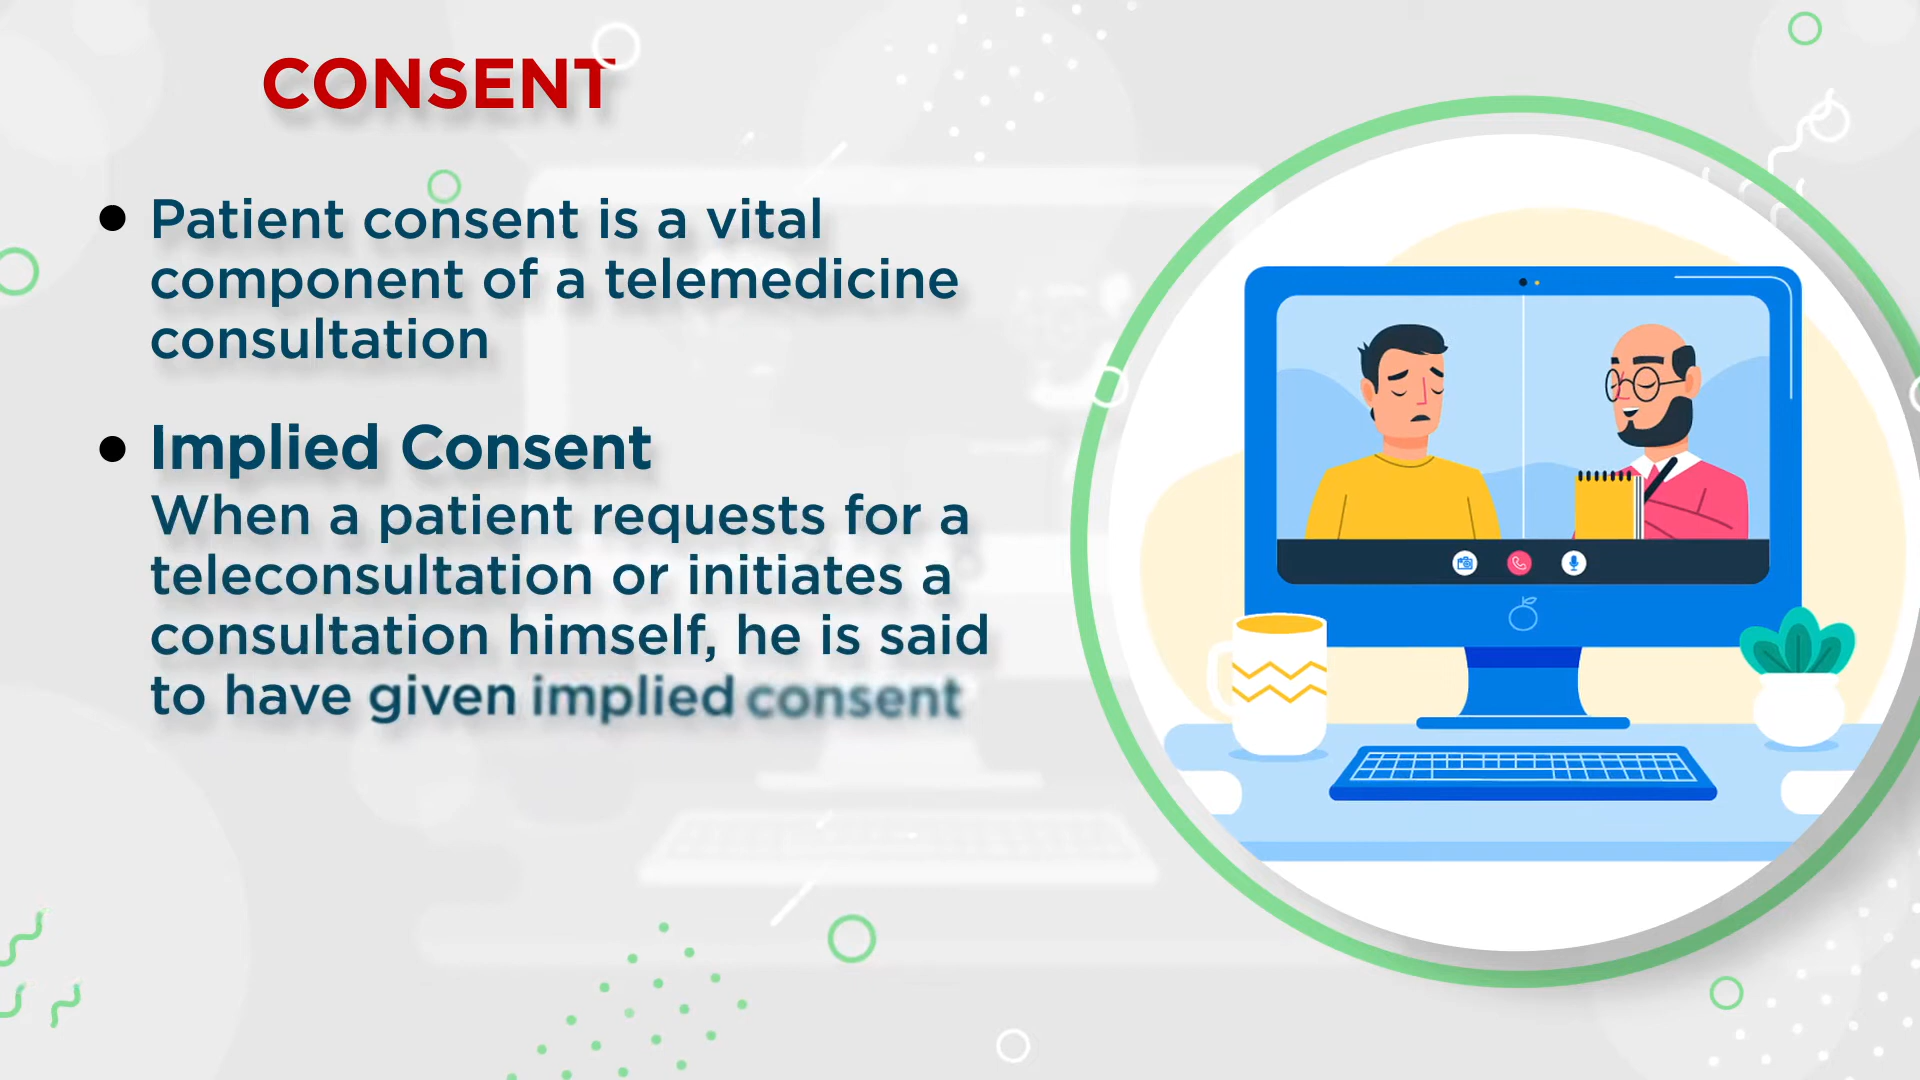 CONSENT
Patient consent is a vital
component of a telemedicine
consultation
Implied Consent
When a patient requests for a
teleconsultation or initiates a
consultation himself, he is said
to have given implied consent